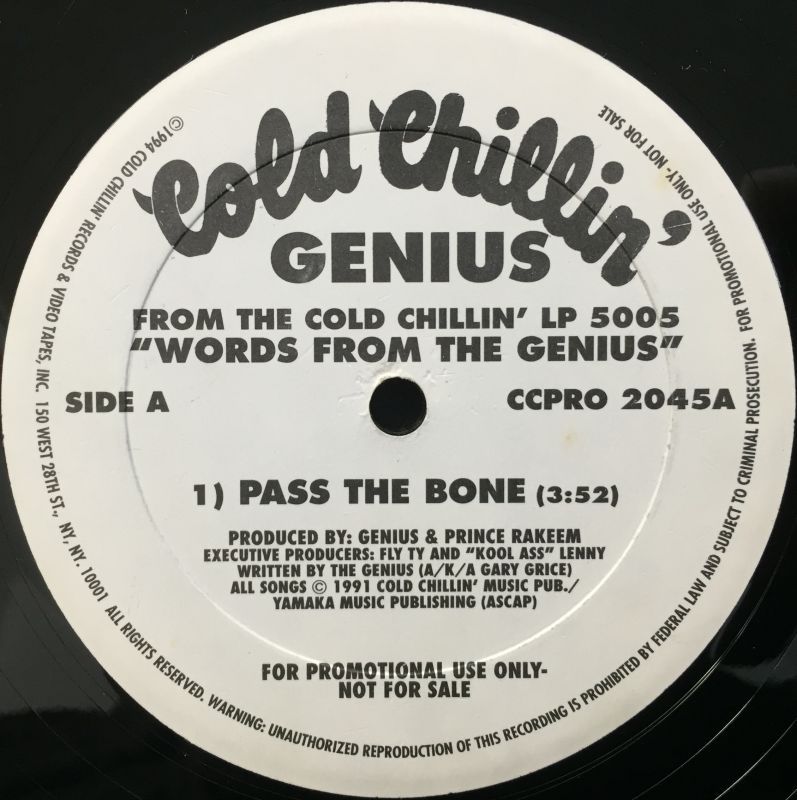 Cold Chillin'
GENIUS
FROM THE COLD CHILLIN' LP 5005
"WORDS FROM THE GENIUS"
SIDE A
CCPRO 2045A
1) PASS THE BONE (3:52)
PRODUCED BY: GENIUS & PRINCE RAKEEM
EXECUTIVE PRODUCERS: FLY TY AND "KOOL ASS" LENNY
WRITTEN BY THE GENIUS (A/K/A GARY GRICE)
ALL SONGS © 1991 COLD CHILLIN' MUSIC PUB./
YAMAKA MUSIC PUBLISHING (ASCAP)
FOR PROMOTIONAL USE ONLY-
NOT FOR SALE
©1994 COLD CHILLIN' RECORDS & VIDEO TAPES, INC. 150 WEST 28TH ST., NY, NY. 10001 ALL RIGHTS RESERVED. WARNING: UNAUTHORIZED REPRODUCTION OF THIS RECORDING IS PROHIBITED BY FEDERAL LAW AND SUBJECT TO CRIMINAL PROSECUTION. FOR PROMOTIONAL USE ONLY- NOT FOR SALE